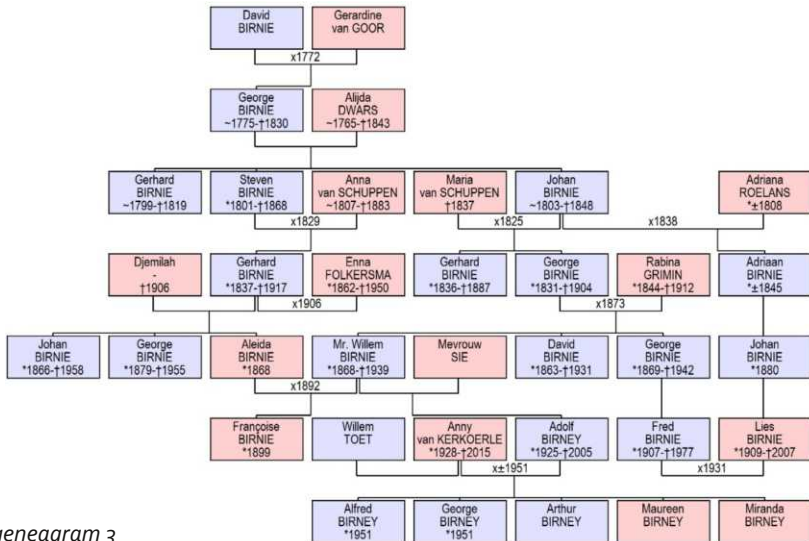 David
BIRNIE
Gerardine
van GOOR
x1772
George
BIRNIE
~1775-†1830
Alijda
DWARS
~1765-†1843
Gerhard
BIRNIE
~1799-†1819
Steven
BIRNIE
*1801-†1868
Anna
van SCHUPPEN
~1807-†1883
Maria
van SCHUPPEN
†1837
Johan
BIRNIE
~1803-†1848
Adriana
ROELANS
*±1808
x1829
x1825
x1838
Djemilah
-
†1906
Gerhard
BIRNIE
*1837-†1917
Enna
FOLKERSMA
*1862-†1950
Gerhard
BIRNIE
*1836-†1887
George
BIRNIE
*1831-†1904
Rabina
GRIMIN
*1844-†1912
Adriaan
BIRNIE
*±1845
x1906
x1873
Johan
BIRNIE
*1866-†1958
George
BIRNIE
*1879-†1955
Aleida
BIRNIE
*1868
Mr. Willem
BIRNIE
*1868-†1939
Mevrouw
SIE
David
BIRNIE
*1863-†1931
George
BIRNIE
*1869-†1942
Johan
BIRNIE
*1880
x1892
Françoise
BIRNIE
*1899
Willem
TOET
Anny
van KERKOERLE
*1928-†2015
Adolf
BIRNEY
*1925-†2005
Fred
BIRNIE
*1907-†1977
Lies
BIRNIE
*1909-†2007
x±1951
x1931
Alfred
BIRNEY
*1951
George
BIRNEY
*1951
Arthur
BIRNEY
Maureen
BIRNEY
Miranda
BIRNEY
geneagram 3